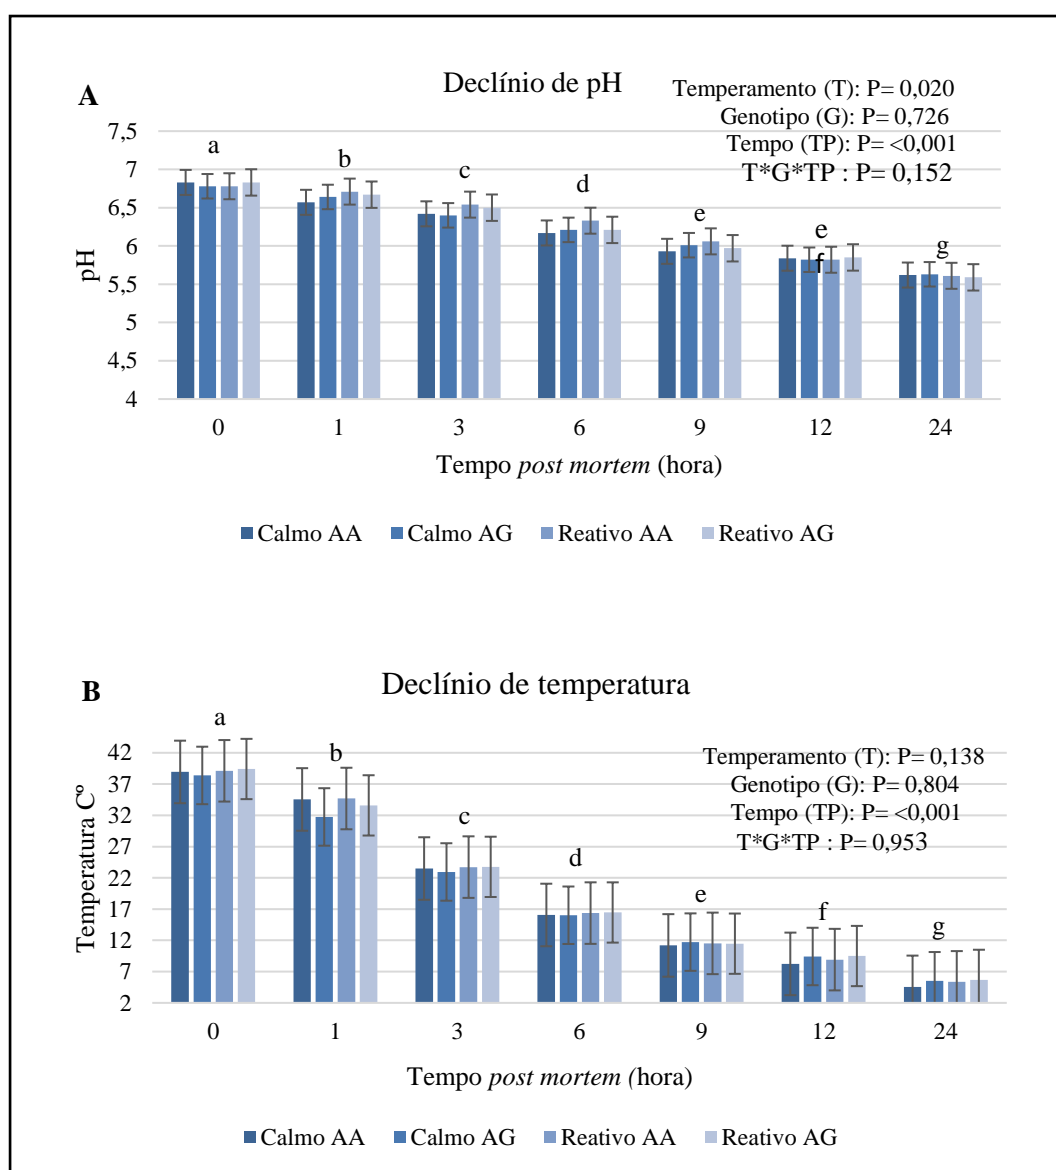 A
Declínio de pH
Temperamento (T): P= 0,020
Genotipo (G): P= 0,726
Tempo (TP): P= <0,001
T*G*TP : P= 0,152
7,5
7
6,5
6
5,5
5
4,5
4
pH
a
b
c
d
e
e
f
g
0 1 3 6 9 12 24
Tempo post mortem (hora)
Calmo AA Calmo AG Reativo AA Reativo AG
B
Declínio de temperatura
Temperamento (T): P= 0,138
Genotipo (G): P= 0,804
Tempo (TP): P= <0,001
T*G*TP : P= 0,953
42
37
32
27
22
17
12
7
2
Temperatura Cº
a
b
c
d
e
f
g
0 1 3 6 9 12 24
Tempo post mortem (hora)
Calmo AA Calmo AG Reativo AA Reativo AG